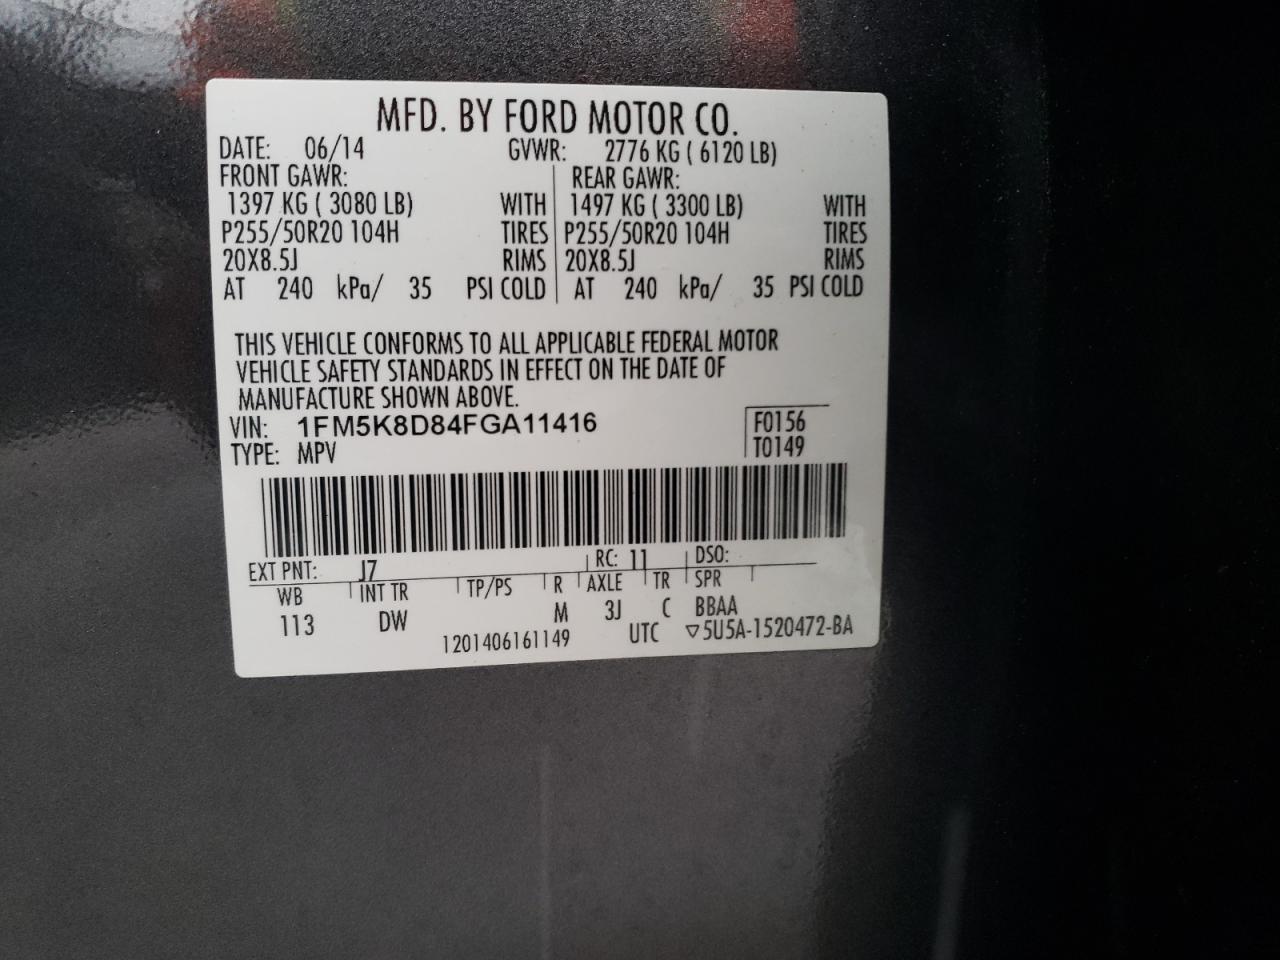 MFD. BY FORD MOTOR CO.
DATE: 06/14 GVWR: 2776 KG ( 6120 LB)
FRONT GAWR: REAR GAWR:
1397 KG ( 3080 LB) WITH 1497 KG ( 3300 LB) WITH
P255/50R20 104H TIRES P255/50R20 104H TIRES
20X8.5J RIMS 20X8.5J RIMS
AT 240 kPa/ 35 PSI COLD AT 240 kPa/ 35 PSI COLD
THIS VEHICLE CONFORMS TO ALL APPLICABLE FEDERAL MOTOR
VEHICLE SAFETY STANDARDS IN EFFECT ON THE DATE OF
MANUFACTURE SHOWN ABOVE.
VIN: 1FM5K8D84FGA11416 F0156
TYPE: MPV T0149
EXT PNT: J7 RC: 11 DSO:
WB INT TR TP/PS R AXLE TR SPR
113 DW M 3J C BBAA
1201406161149 UTC ▽5U5A-1520472-BA